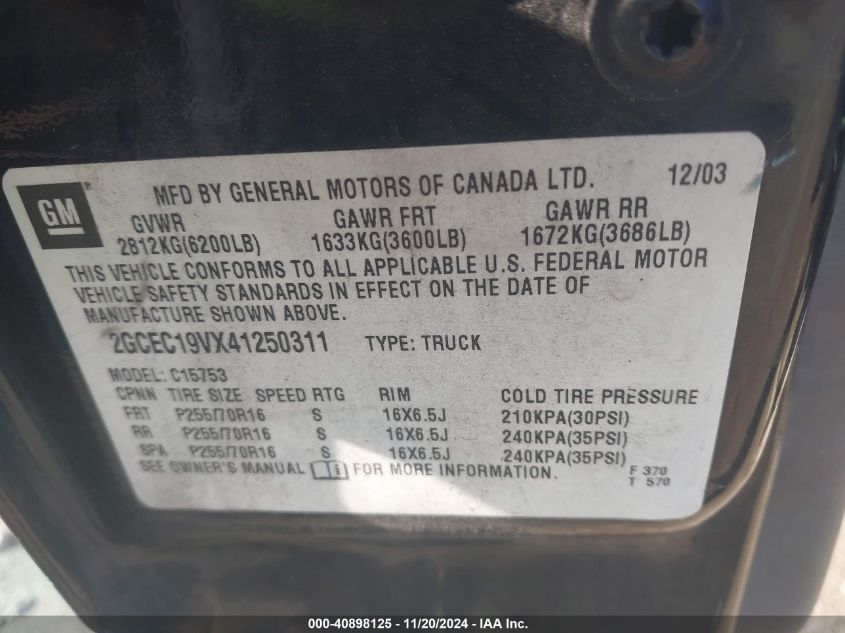 MFD BY GENERAL MOTORS OF CANADA LTD. 12/03
GM ®
GVWR GAWR FRT GAWR RR
2812KG(6200LB) 1633KG(3600LB) 1672KG(3686LB)
THIS VEHICLE CONFORMS TO ALL APPLICABLE U.S. FEDERAL MOTOR
VEHICLE SAFETY STANDARDS IN EFFECT ON THE DATE OF
MANUFACTURE SHOWN ABOVE.
2GCEC19VX41250311 TYPE: TRUCK
MODEL: C15753
CPNN TIRE SIZE SPEED RTG RIM COLD TIRE PRESSURE
FRT P255/70R16 S 16X6.5J 210KPA(30PSI)
RR P255/70R16 S 16X6.5J 240KPA(35PSI)
SPA P255/70R16 S 16X6.5J 240KPA(35PSI)
SEE OWNER'S MANUAL i FOR MORE INFORMATION.
F 370
T 570
000-40898125 - 11/20/2024 - IAA Inc.